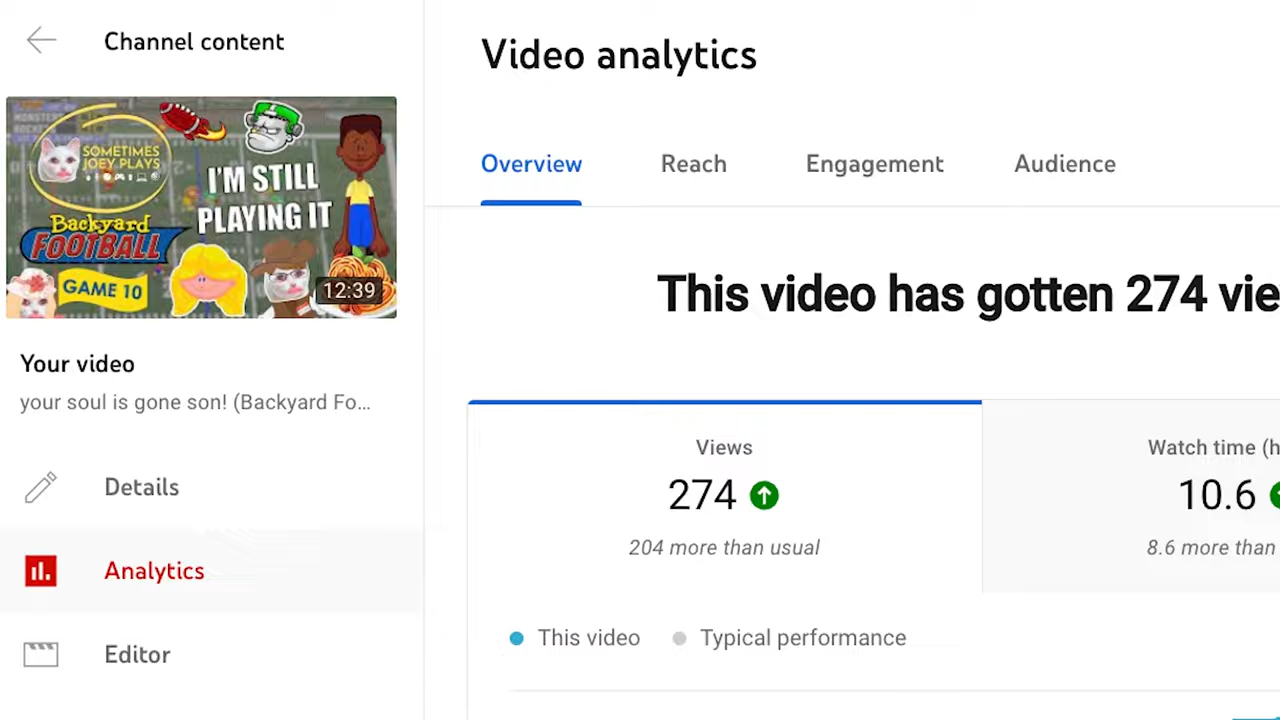 Channel content
MONSTERS
SOMETIMES
JOEY PLAYS
I'M STILL
PLAYING IT
Backyard
FOOTBALL
GAME 10
12:39
Your video
your soul is gone son! (Backyard Fo...
Details
Analytics
Editor
Video analytics
Overview Reach Engagement Audience
This video has gotten 274 vie
Views
274
204 more than usual
Watch time (h
10.6
8.6 more than
This video Typical performance